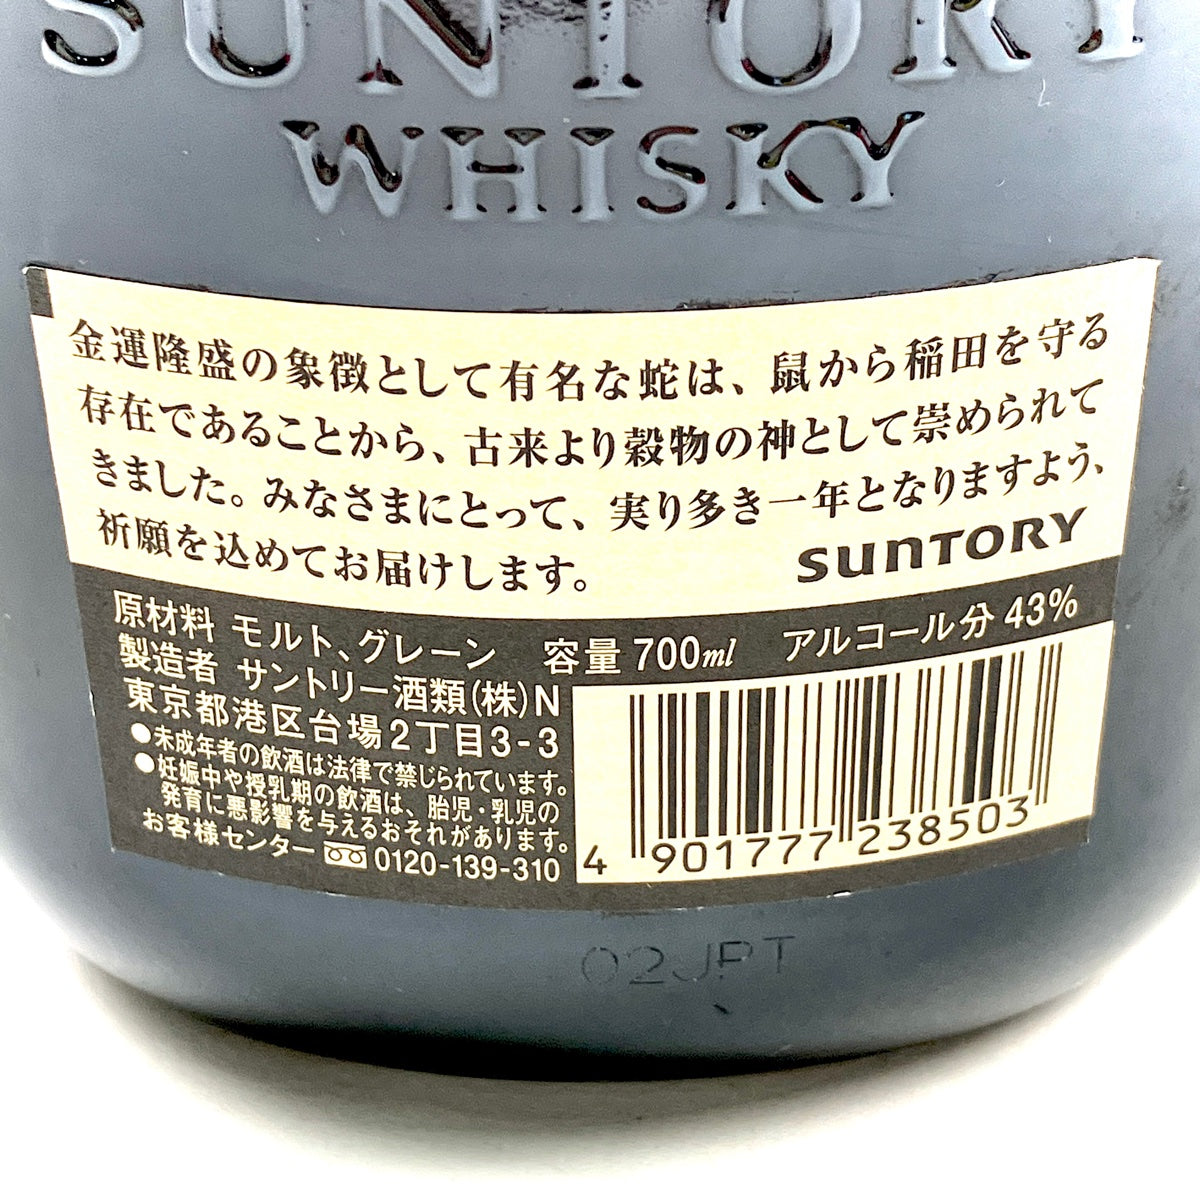 SUNTORY
WHISKY
金運隆盛の象徴として有名な蛇は、鼠から稲田を守る
存在であることから、古来より穀物の神として崇められて
きました。みなさまにとって、実り多き一年となりますよう、
祈願を込めてお届けします。
SUNTORY
原材料 モルト、グレーン 容量 700ml アルコール分 43%
製造者 サントリー酒類(株)N
東京都港区台場2丁目3-3
●未成年者の飲酒は法律で禁じられています。
●妊娠中や授乳期の飲酒は、胎児・乳児の
発育に悪影響を与えるおそれがあります。
お客様センター 0120-139-310
4 901777 238503
02JPT